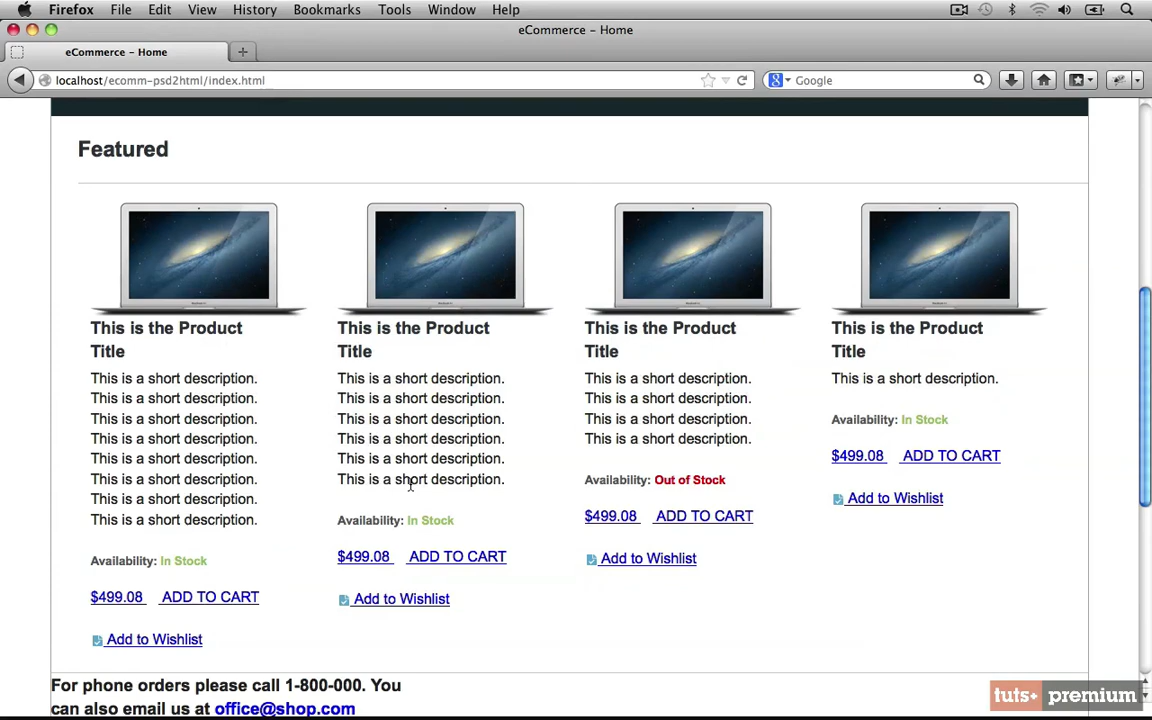 Firefox File Edit View History Bookmarks Tools Window Help
eCommerce – Home
eCommerce – Home
localhost/ecomm-psd2html/index.html
Google
Featured
This is the Product
Title
This is a short description.
This is a short description.
This is a short description.
This is a short description.
This is a short description.
This is a short description.
This is a short description.
This is a short description.
Availability: In Stock
$499.08 ADD TO CART
Add to Wishlist
This is the Product
Title
This is a short description.
This is a short description.
This is a short description.
This is a short description.
This is a short description.
This is a short description.
Availability: In Stock
$499.08 ADD TO CART
Add to Wishlist
This is the Product
Title
This is a short description.
This is a short description.
This is a short description.
This is a short description.
Availability: Out of Stock
$499.08 ADD TO CART
Add to Wishlist
This is the Product
Title
This is a short description.
Availability: In Stock
$499.08 ADD TO CART
Add to Wishlist
For phone orders please call 1-800-000. You
can also email us at office@shop.com
tuts+ premium